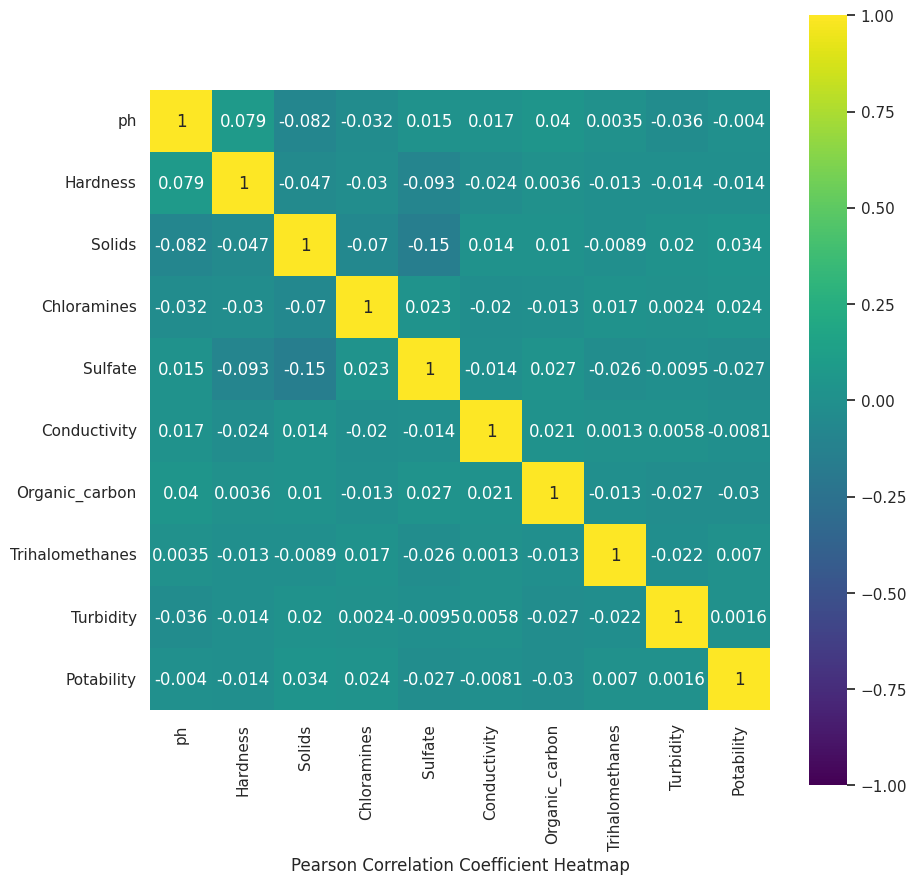 1.00
ph 1 0.079 -0.082 -0.032 0.015 0.017 0.04 0.0035 -0.036 -0.004
0.75
Hardness 0.079 1 -0.047 -0.03 -0.093 -0.024 0.0036 -0.013 -0.014 -0.014
0.50
Solids -0.082 -0.047 1 -0.07 -0.15 0.014 0.01 -0.0089 0.02 0.034
0.25
Chloramines -0.032 -0.03 -0.07 1 0.023 -0.02 -0.013 0.017 0.0024 0.024
Sulfate 0.015 -0.093 -0.15 0.023 1 -0.014 0.027 -0.026 -0.0095 -0.027
0.00
Conductivity 0.017 -0.024 0.014 -0.02 -0.014 1 0.021 0.0013 0.0058 -0.0081
Organic_carbon 0.04 0.0036 0.01 -0.013 0.027 0.021 1 -0.013 -0.027 -0.03
−0.25
Trihalomethanes 0.0035 -0.013 -0.0089 0.017 -0.026 0.0013 -0.013 1 -0.022 0.007
−0.50
Turbidity -0.036 -0.014 0.02 0.0024 -0.0095 0.0058 -0.027 -0.022 1 0.0016
Potability -0.004 -0.014 0.034 0.024 -0.027 -0.0081 -0.03 0.007 0.0016 1
−0.75
−1.00
ph
Hardness
Solids
Chloramines
Sulfate
Conductivity
Organic_carbon
Trihalomethanes
Turbidity
Potability
Pearson Correlation Coefficient Heatmap